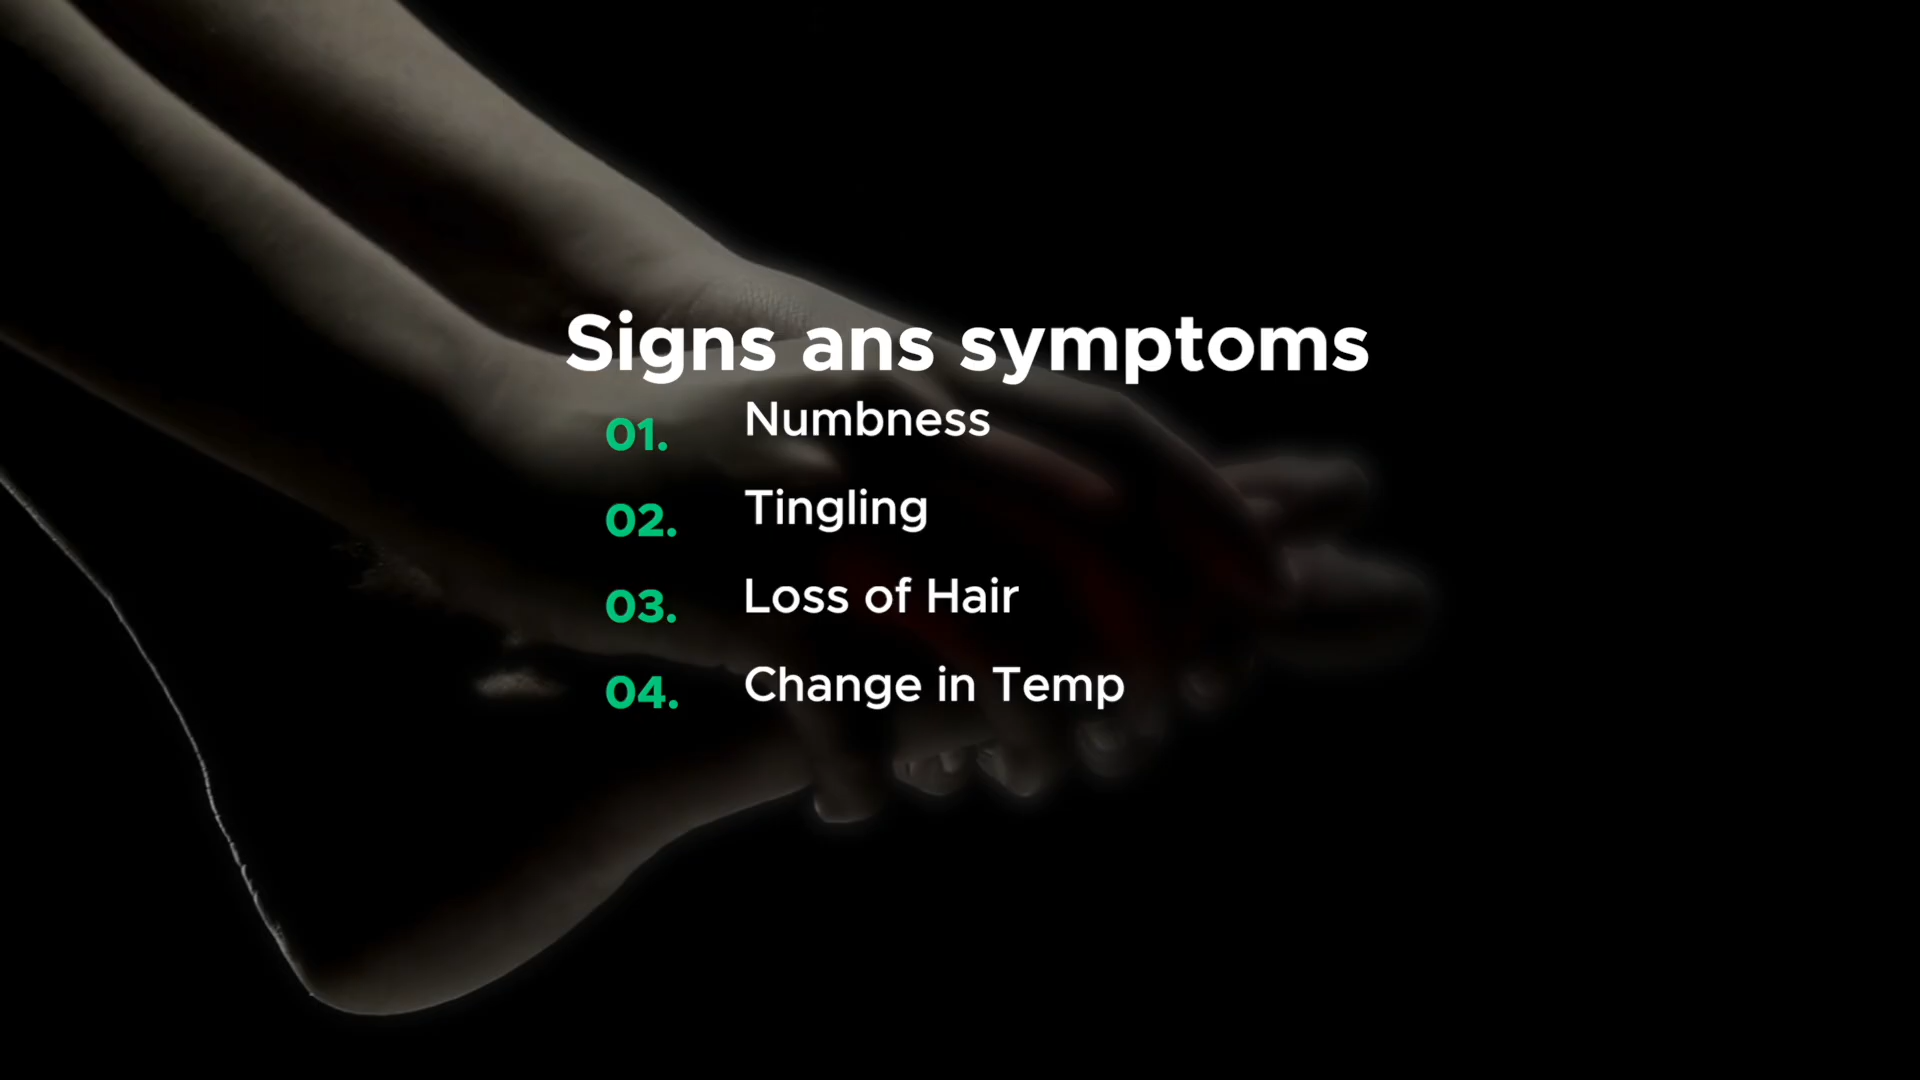 Signs ans symptoms
01. Numbness
02. Tingling
03. Loss of Hair
04. Change in Temp